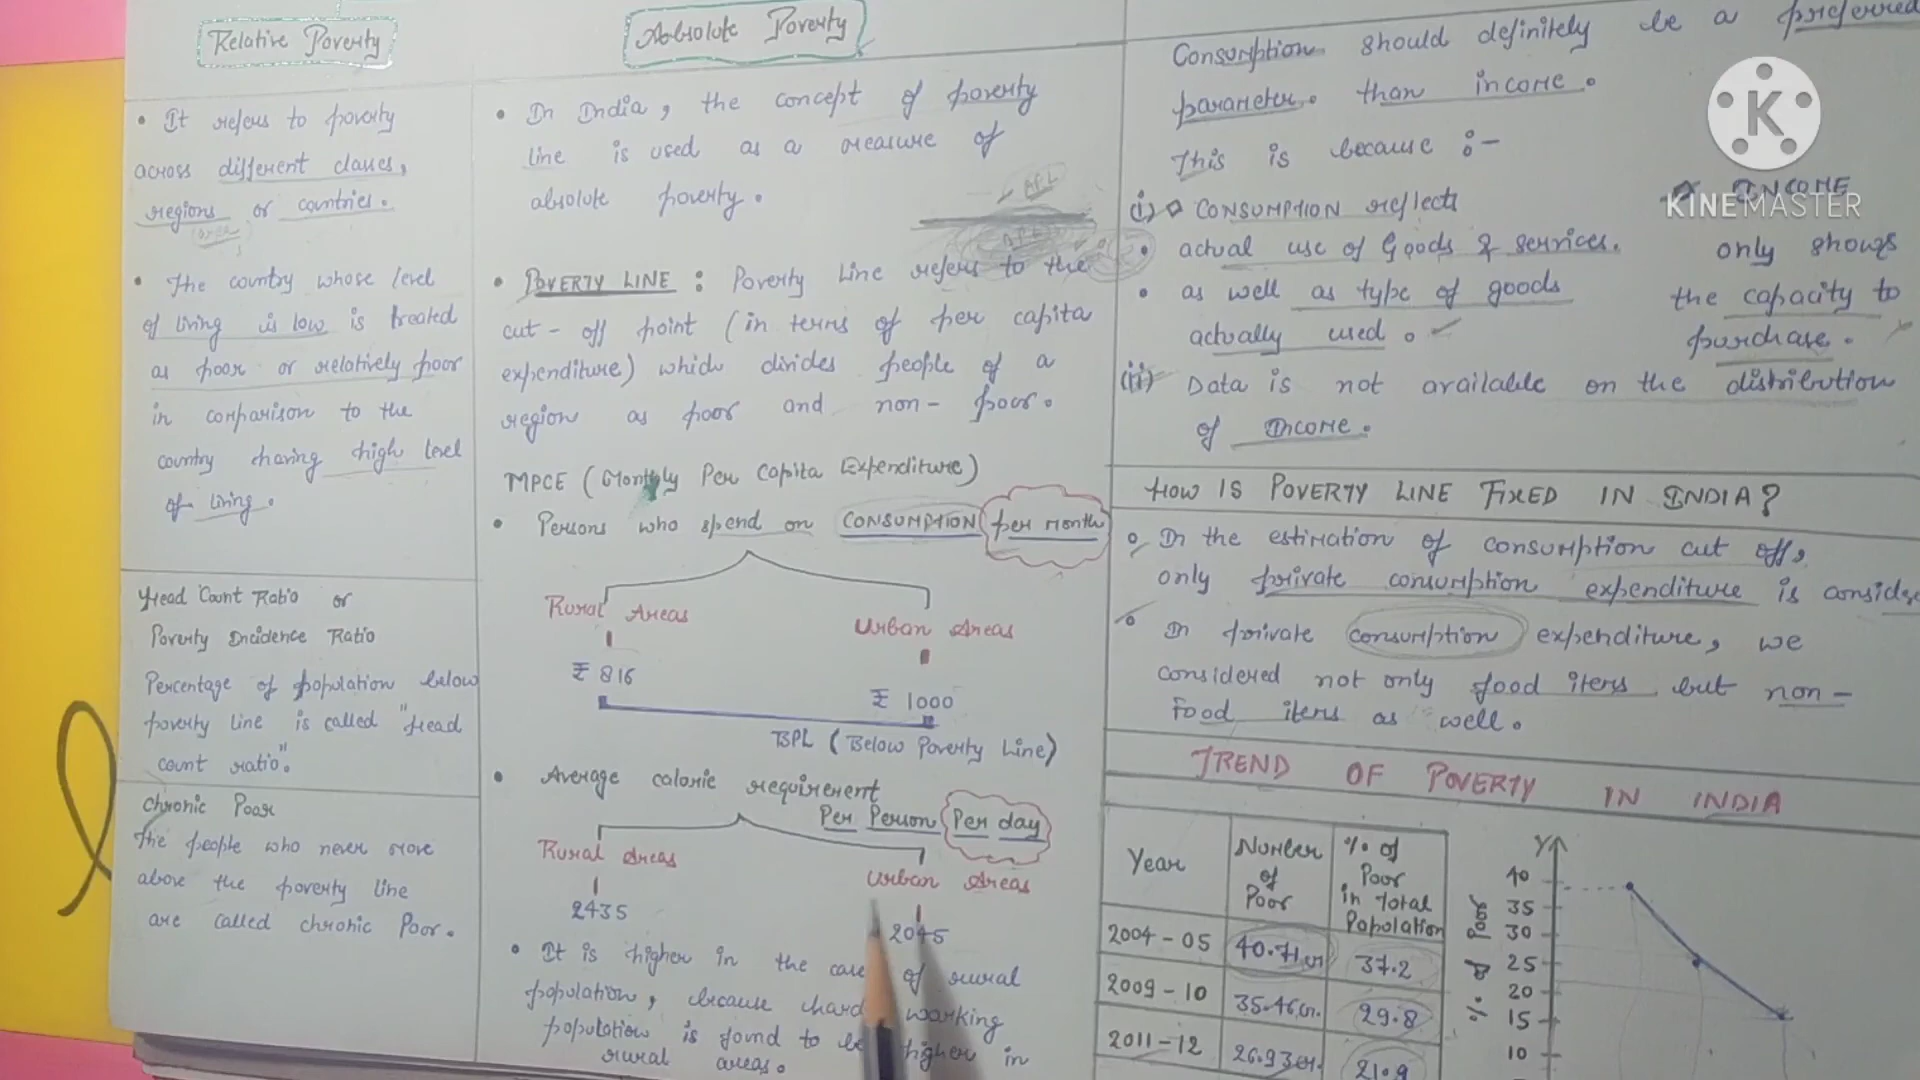 Relative Poverty
• It refers to poverty
across different classes,
regions or countries.
• The country whose level
of living is low is treated
as poor or relatively poor
in comparison to the
country having high level
of living.
Head Count Ratio or
Poverty Incidence Ratio
Percentage of population below
poverty line is called "Head
count ratio."
Chronic Poor
The people who never move
above the poverty line
are called chronic Poor.
Absolute Poverty
• In India, the concept of poverty
line is used as a measure of
absolute poverty.
• POVERTY LINE : Poverty Line refers to the
cut-off point (in terms of per capita
expenditure) which divides people of a
region as poor and non-poor.
MPCE (Monthly Per Capita Expenditure)
• Persons who spend on CONSUMPTION per month
Rural Areas
Urban Areas
₹ 816
₹ 1000
BPL (Below Poverty Line)
• Average caloric requirement
Per Person Per day
Rural Areas
Urban Areas
2435
2095
• It is higher in the case of rural
population, because hard working
population is found to be higher in
rural areas.
Consumption should definitely be a preferred
parameter. than income.
This is because :-
(i) CONSUMPTION reflects
• actual use of Goods & services.
• as well as type of goods
actually used.
INCOME
only shows
the capacity to
purchase.
(ii) Data is not available on the distribution
of Income.
HOW IS POVERTY LINE FIXED IN INDIA?
In the estimation of consumption cut off,
only private consumption expenditure is
In private consumption expenditure, we
considered not only food items but non-
food items as well.
TREND OF POVERTY IN INDIA
Year Number of Poor % of Poor in total Population
2004-05 40.71 cr. 37.2
2009-10 35.46 cr. 29.8
2011-12 26.93 cr. 21.9
Y
% of Poor
40
35
30
25
20
15
10
K
KINEMASTER